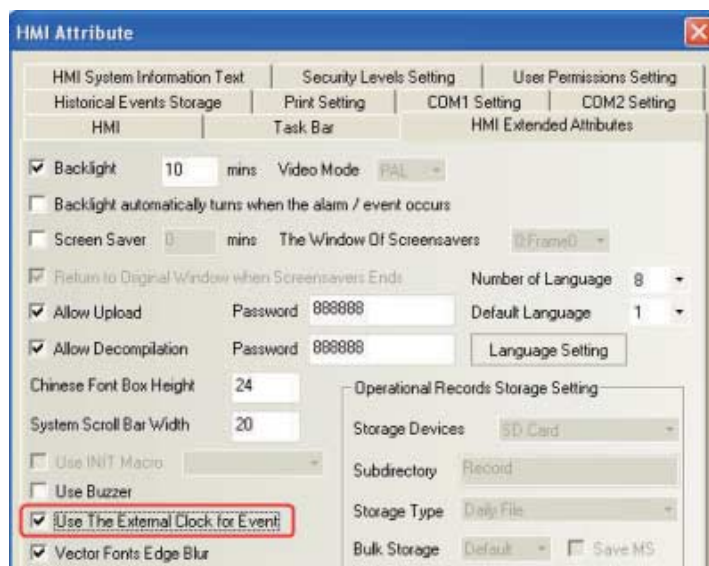 HMI Attribute
HMI System Information Text Security Levels Setting User Permissions Setting
Historical Events Storage Print Setting COM1 Setting COM2 Setting
HMI Task Bar HMI Extended Attributes
Backlight 10 mins Video Mode PAL
Backlight automatically turns when the alarm / event occurs
Screen Saver 0 mins The Window Of Screensavers 0:Frame0
Return to Original Window when Screensavers Ends Number of Language 8
Allow Upload Password 888888 Default Language 1
Allow Decompilation Password 888888 Language Setting
Chinese Font Box Height 24 Operational Records Storage Setting
System Scroll Bar Width 20 Storage Devices SD Card
Use INIT Macro Subdirectory Record
Use Buzzer
Use The External Clock for Event Storage Type Daily File
Vector Fonts Edge Blur Bulk Storage Default Save MS